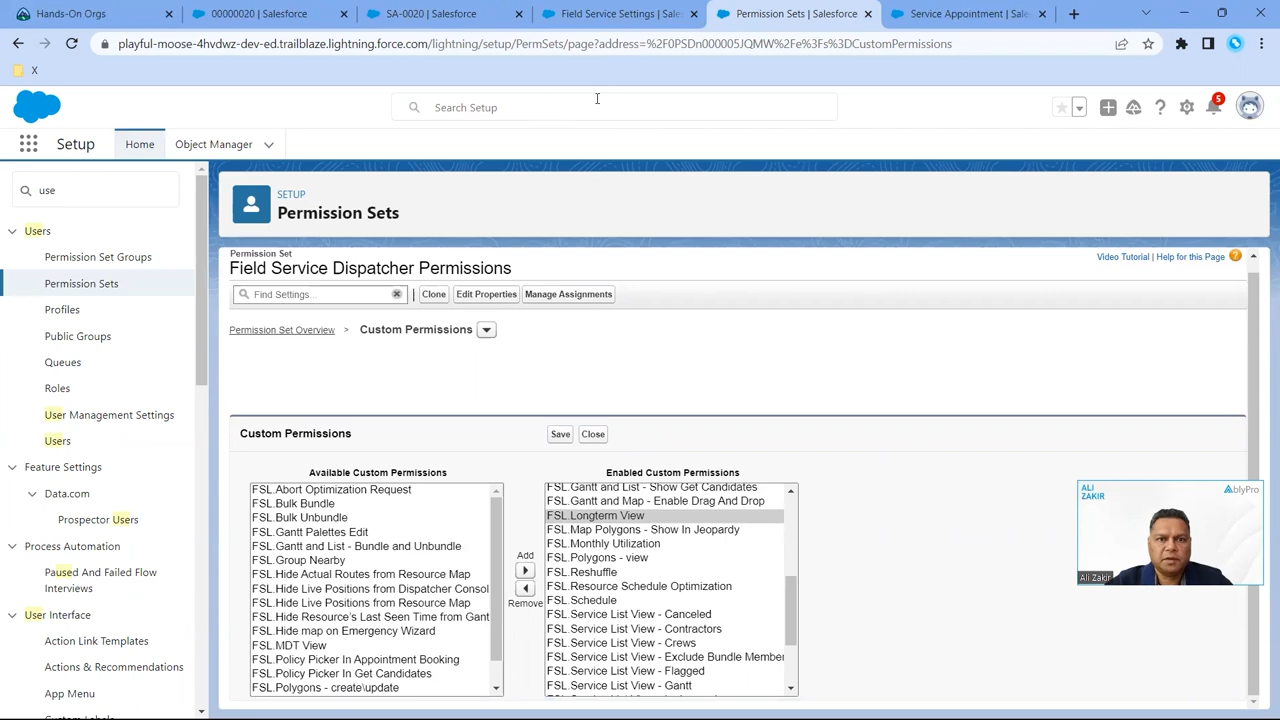 Hands-On Orgs
00000020 | Salesforce
SA-0020 | Salesforce
Field Service Settings | Sales
Permission Sets | Salesforce
Service Appointment | Sale
playful-moose-4hvdwz-dev-ed.trailblaze.lightning.force.com/lightning/setup/PermSets/page?address=%2F0PSDn000005JQMW%2Fe%3Fs%3DCustomPermissions
X
Search Setup
5
Setup
Home
Object Manager
use
Users
Permission Set Groups
Permission Sets
Profiles
Public Groups
Queues
Roles
User Management Settings
Users
Feature Settings
Data.com
Prospector Users
Process Automation
Paused And Failed Flow
Interviews
User Interface
Action Link Templates
Actions & Recommendations
App Menu
Custom Labels
SETUP
Permission Sets
Permission Set
Field Service Dispatcher Permissions
Video Tutorial | Help for this Page
Find Settings...
Clone
Edit Properties
Manage Assignments
Permission Set Overview > Custom Permissions
Custom Permissions
Save
Close
Available Custom Permissions
FSL.Abort Optimization Request
FSL.Bulk Bundle
FSL.Bulk Unbundle
FSL.Gantt Palettes Edit
FSL.Gantt and List - Bundle and Unbundle
FSL.Group Nearby
FSL.Hide Actual Routes from Resource Map
FSL.Hide Live Positions from Dispatcher Consol
FSL.Hide Live Positions from Resource Map
FSL.Hide Resource's Last Seen Time from Gant
FSL.Hide map on Emergency Wizard
FSL.MDT View
FSL.Policy Picker In Appointment Booking
FSL.Policy Picker In Get Candidates
FSL.Polygons - create\update
Add
Remove
Enabled Custom Permissions
FSL.Gantt and List - Show Get Candidates
FSL.Gantt and Map - Enable Drag And Drop
FSL.Longterm View
FSL.Map Polygons - Show In Jeopardy
FSL.Monthly Utilization
FSL.Polygons - view
FSL.Reshuffle
FSL.Resource Schedule Optimization
FSL.Schedule
FSL.Service List View - Canceled
FSL.Service List View - Contractors
FSL.Service List View - Crews
FSL.Service List View - Exclude Bundle Member
FSL.Service List View - Flagged
FSL.Service List View - Gantt
ALI
ZAKIR
AblyPro
Ali Zakir